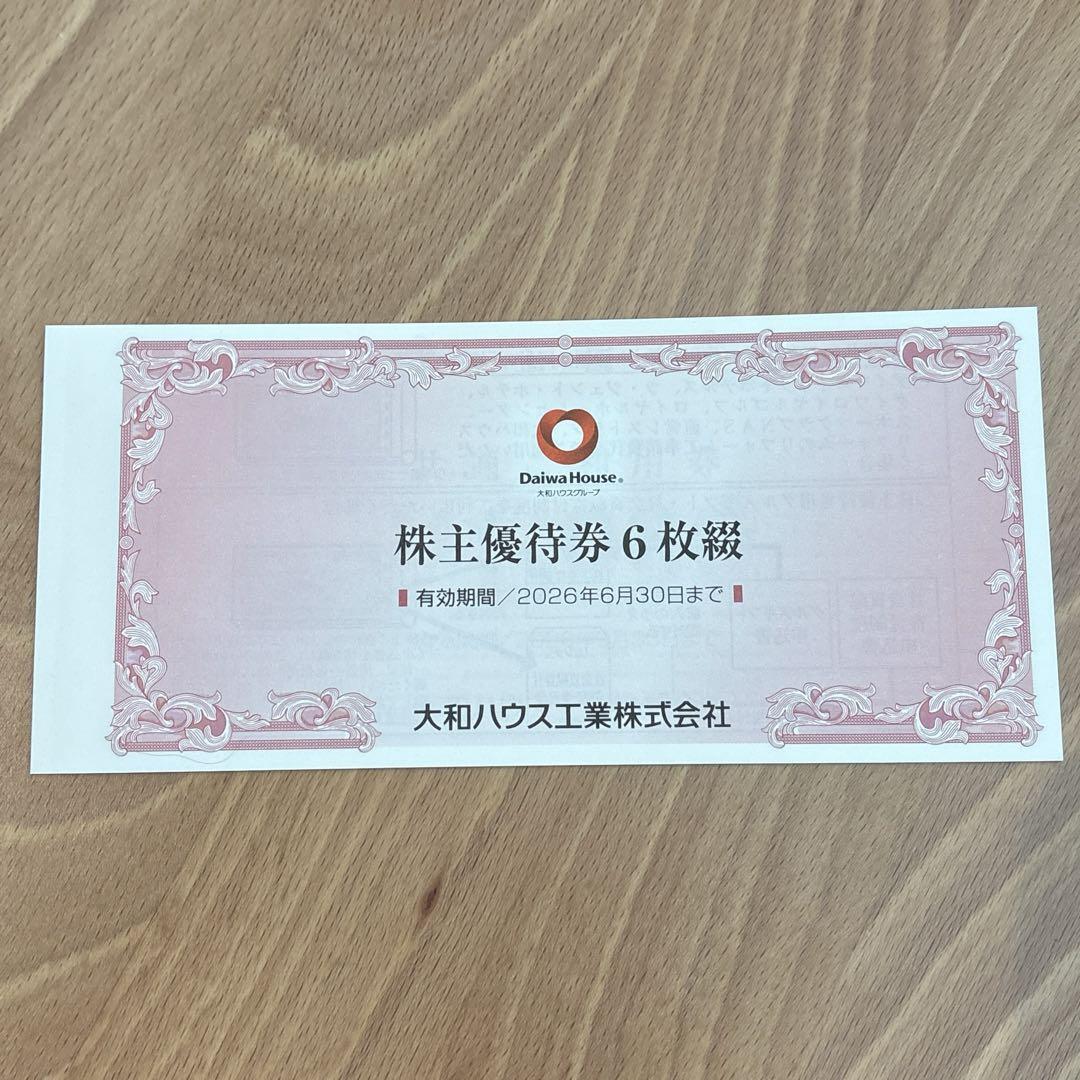 Daiwa House®
大和ハウスグループ
株主優待券6枚綴
有効期間/2026年6月30日まで
大和ハウス工業株式会社